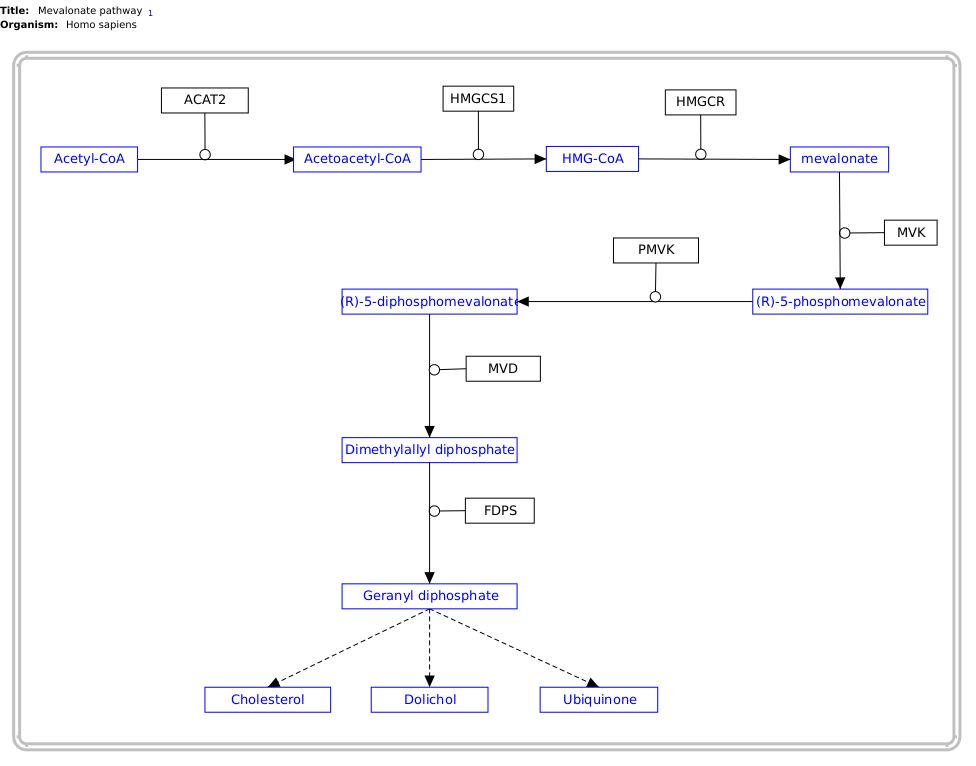 Title: Mevalonate pathway 1
Organism: Homo sapiens
ACAT2
HMGCS1
HMGCR
Acetyl-CoA
Acetoacetyl-CoA
HMG-CoA
mevalonate
MVK
PMVK
(R)-5-diphosphomevalonate
(R)-5-phosphomevalonate
MVD
Dimethylallyl diphosphate
FDPS
Geranyl diphosphate
Cholesterol
Dolichol
Ubiquinone